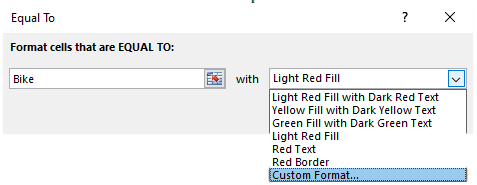 Equal To ? ×
Format cells that are EQUAL TO:
Bike with Light Red Fill
Light Red Fill with Dark Red Text
Yellow Fill with Dark Yellow Text
Green Fill with Dark Green Text
Light Red Fill
Red Text
Red Border
Custom Format...